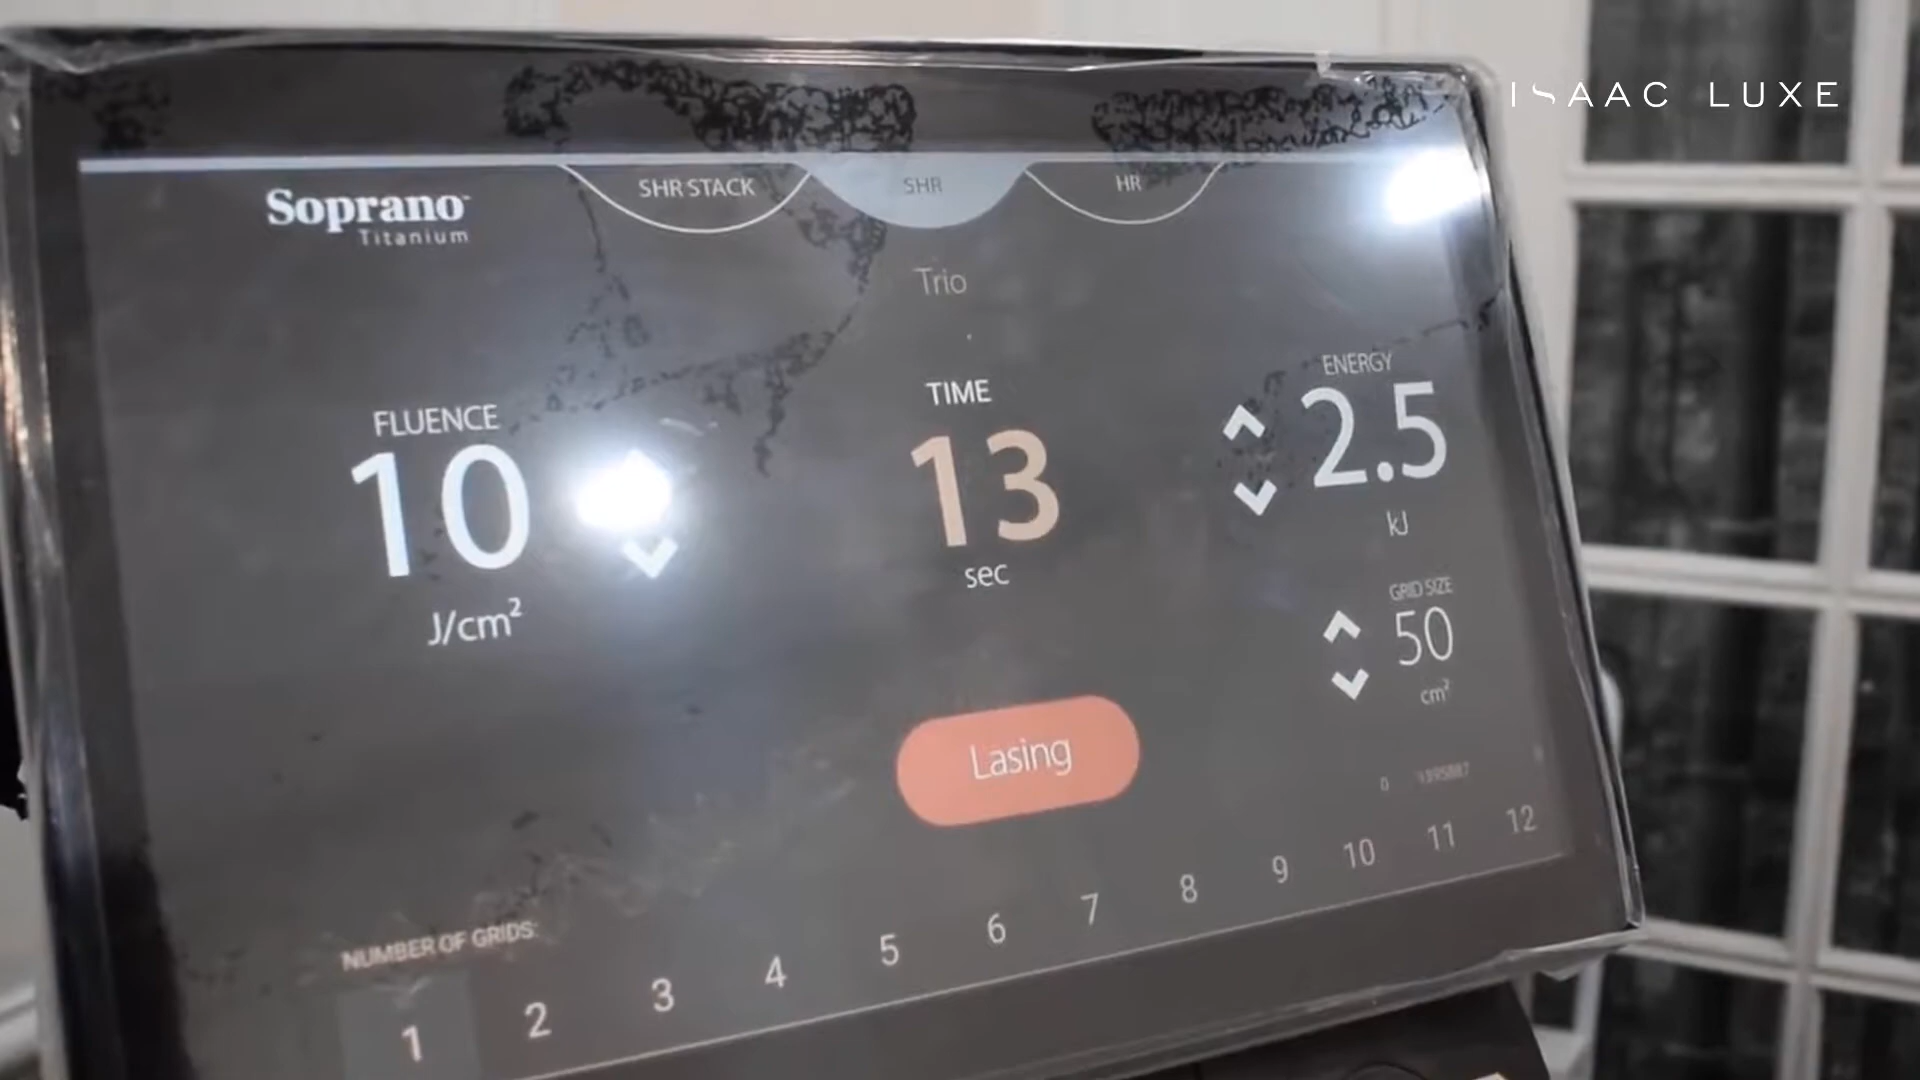 ISAAC LUXE
SHR STACK
SHR
HR
Soprano
Titanium
Trio
FLUENCE
10
J/cm²
TIME
13
sec
ENERGY
2.5
kJ
GRID SIZE
50
cm²
Lasing
0
NUMBER OF GRIDS:
1 2 3 4 5 6 7 8 9 10 11 12